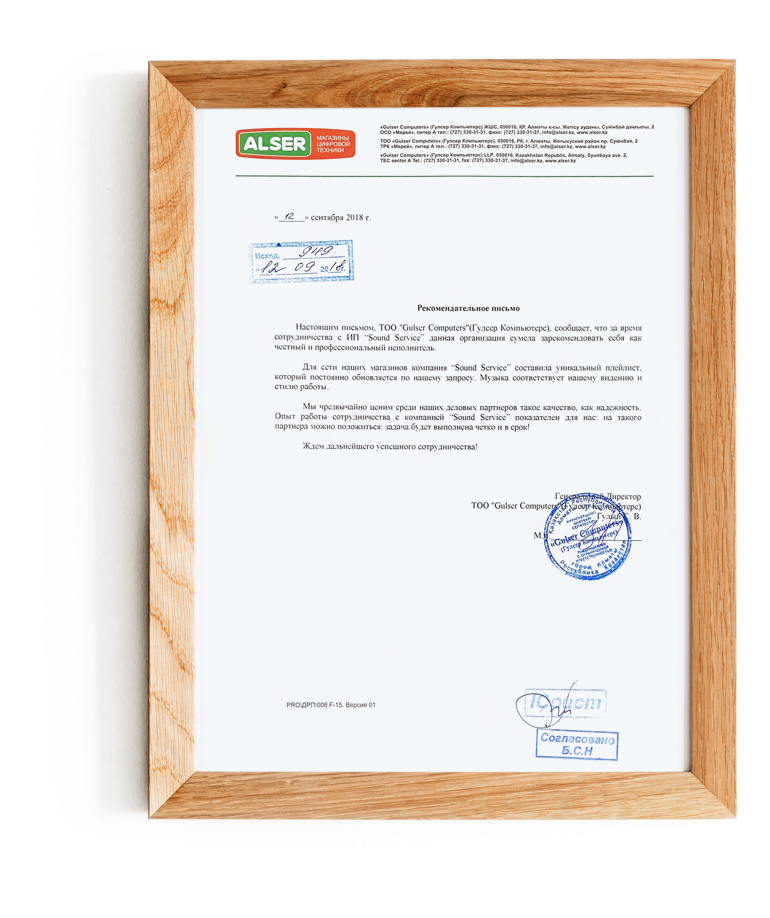 ALSER
МАГАЗИНЫ
ЦИФРОВОЙ
ТЕХНИКИ
«Gulser Computers» (Гулсер Компьютерс) ЖШС, 050016, ҚР, Алматы қ-сы. Жетісу ауданы, Сүйінбай даңғылы, 2
ОСО «Мерей», литер А тел.: (727) 330-31-31, факс: (727) 330-31-37, info@alser.kz, www.alser.kz
ТОО «Gulser Computers» (Гулсер Компьютерс), 050016, РК, г. Алматы, Жетысуский район пр. Суюнбая, 2
ТРК «Мерей», литер А тел.: (727) 330-31-31, факс: (727) 330-31-37, info@alser.kz, www.alser.kz
«Gulser Computers» (Гулсер Компьютерс) LLP, 050016, Kazakhstan Republic, Almaty, Syunbaya ave. 2,
TEC sector A Tel.: (727) 330-31-31, fax: (727) 330-31-37, info@alser.kz, www.alser.kz
« 12 » сентября 2018 г.
Исход. 949
«12 09 2018г.
Рекомендательное письмо
Настоящим письмом, ТОО "Gulser Computers"(Гулсер Компьютерс), сообщает, что за время
сотрудничества с ИП “Sound Service” данная организация сумела зарекомендовать себя как
честный и профессиональный исполнитель.
Для сети наших магазинов компания “Sound Service” составила уникальный плейлист,
который постоянно обновляется по нашему запросу. Музыка соответствует нашему видению и
стилю работы.
Мы чрезвычайно ценим среди наших деловых партнеров такое качество, как надежность.
Опыт работы сотрудничества с компанией “Sound Service” показателен для нас: на такого
партнера можно положиться: задача будет выполнена четко и в срок!
Ждем дальнейшего успешного сотрудничества!
Генеральный Директор
ТОО "Gulser Computers"(Гулсер Компьютерс)
В.
«Gulser Computers»
(Гулсер Компьютерс)
город Алматы
Республика Казахстан
PRO\ДРП\008 F-15. Версия 01
Юрист
Согласовано
Б.С.Н